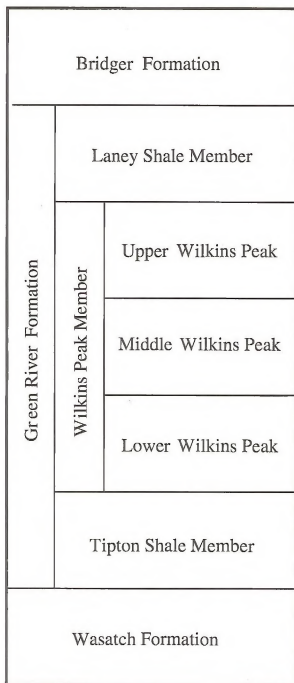 Bridger Formation
Green River Formation
Laney Shale Member
Wilkins Peak Member
Upper Wilkins Peak
Middle Wilkins Peak
Lower Wilkins Peak
Tipton Shale Member
Wasatch Formation